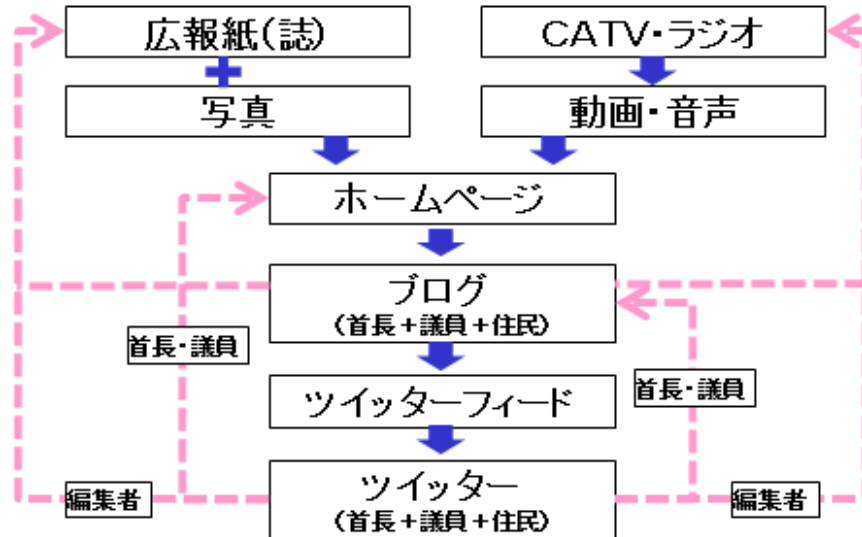 広報紙(誌)
CATV・ラジオ
写真
動画・音声
ホームページ
ブログ
(首長+議員+住民)
首長・議員
首長・議員
ツイッターフィード
ツイッター
(首長+議員+住民)
編集者
編集者